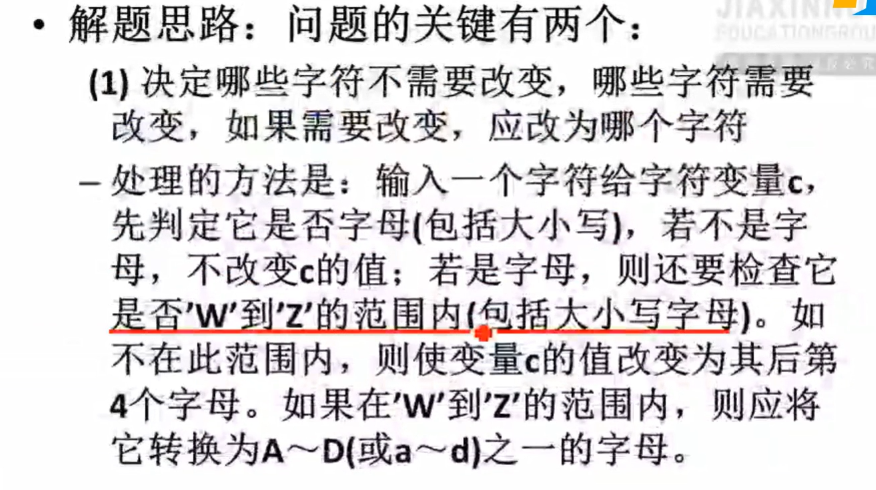 • 解题思路：问题的关键有两个：
(1) 决定哪些字符不需要改变，哪些字符需要
改变，如果需要改变，应改为哪个字符
– 处理的方法是：输入一个字符给字符变量c，
先判定它是否字母(包括大小写)，若不是字
母，不改变c的值；若是字母，则还要检查它
是否’W’到’Z’的范围内(包括大小写字母)。如
不在此范围内，则使变量c的值改变为其后第
4个字母。如果在’W’到’Z’的范围内，则应将
它转换为A～D(或a～d)之一的字母。